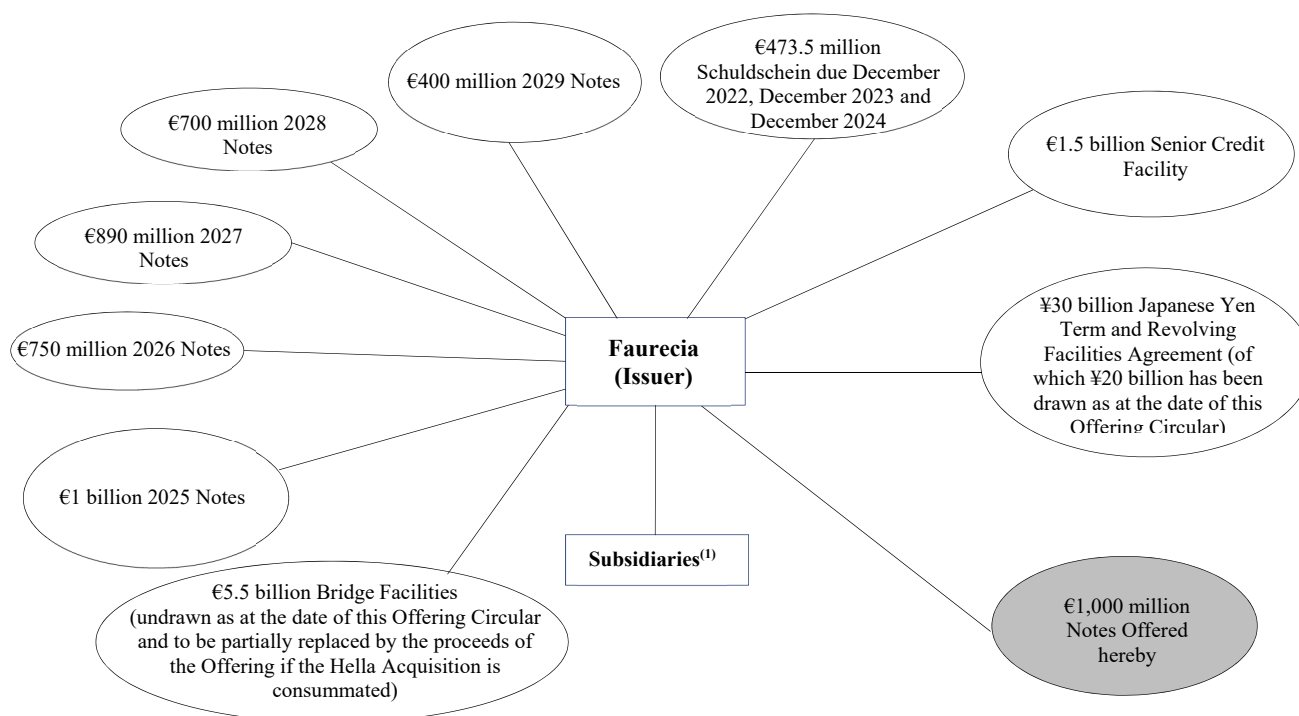 €400 million 2029 Notes
€473.5 million
Schuldschein due December
2022, December 2023 and
December 2024
€700 million 2028
Notes
€1.5 billion Senior Credit
Facility
€890 million 2027
Notes
¥30 billion Japanese Yen
Term and Revolving
Facilities Agreement (of
which ¥20 billion has been
drawn as at the date of this
Offering Circular)
€750 million 2026 Notes
Faurecia
(Issuer)
€1 billion 2025 Notes
Subsidiaries(1)
€5.5 billion Bridge Facilities
(undrawn as at the date of this Offering Circular
and to be partially replaced by the proceeds of
the Offering if the Hella Acquisition is
consummated)
€1,000 million
Notes Offered
hereby